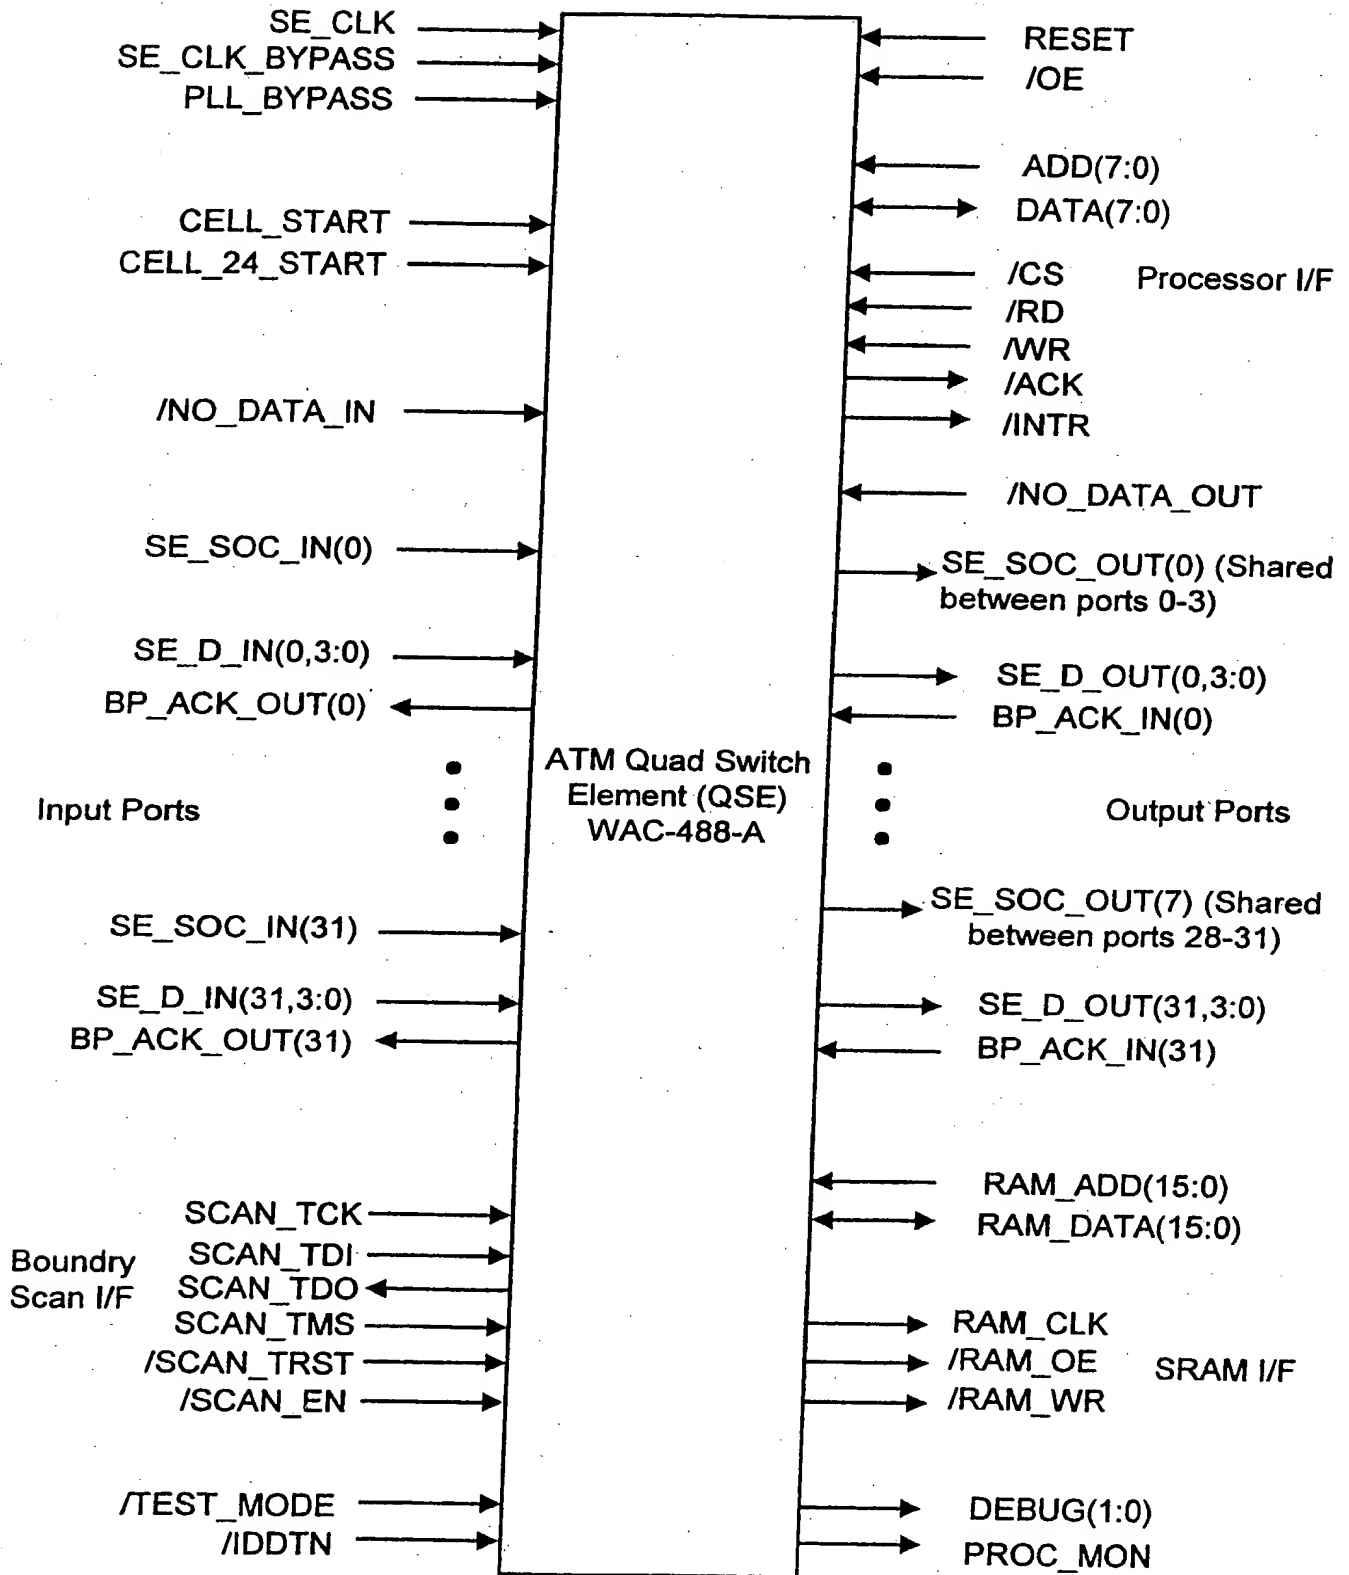 SE_CLK
SE_CLK_BYPASS
PLL_BYPASS
CELL_START
CELL_24_START
/NO_DATA_IN
SE_SOC_IN(0)
SE_D_IN(0,3:0)
BP_ACK_OUT(0)
Input Ports
SE_SOC_IN(31)
SE_D_IN(31,3:0)
BP_ACK_OUT(31)
SCAN_TCK
Boundry
Scan I/F
SCAN_TDI
SCAN_TDO
SCAN_TMS
/SCAN_TRST
/SCAN_EN
/TEST_MODE
/IDDTN
ATM Quad Switch
Element (QSE)
WAC-488-A
RESET
/OE
ADD(7:0)
DATA(7:0)
/CS
Processor I/F
/RD
/WR
/ACK
/INTR
/NO_DATA_OUT
SE_SOC_OUT(0) (Shared
between ports 0-3)
SE_D_OUT(0,3:0)
BP_ACK_IN(0)
Output Ports
SE_SOC_OUT(7) (Shared
between ports 28-31)
SE_D_OUT(31,3:0)
BP_ACK_IN(31)
RAM_ADD(15:0)
RAM_DATA(15:0)
RAM_CLK
/RAM_OE
SRAM I/F
/RAM_WR
DEBUG(1:0)
PROC_MON